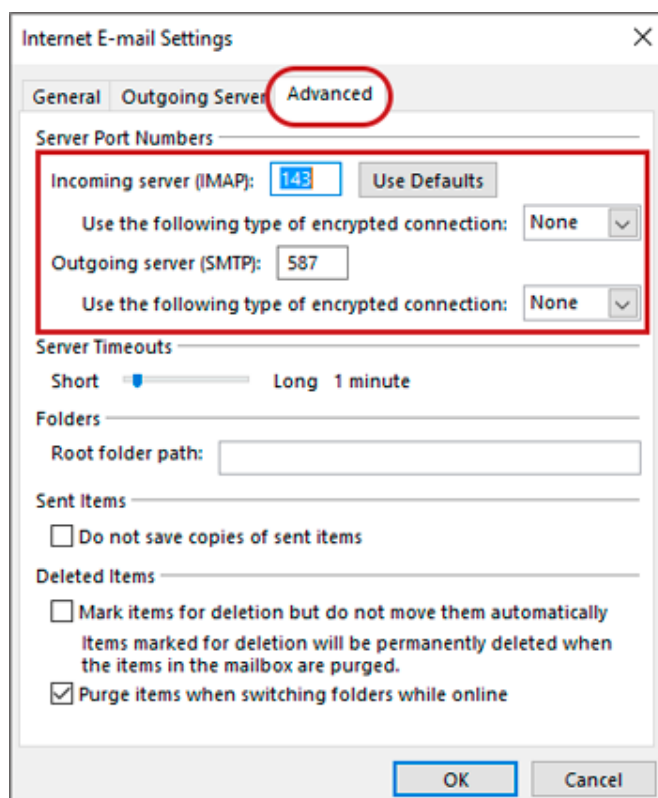 Internet E-mail Settings
General Outgoing Server Advanced
Server Port Numbers
Incoming server (IMAP): 143 Use Defaults
Use the following type of encrypted connection: None
Outgoing server (SMTP): 587
Use the following type of encrypted connection: None
Server Timeouts
Short Long 1 minute
Folders
Root folder path:
Sent Items
Do not save copies of sent items
Deleted Items
Mark items for deletion but do not move them automatically
Items marked for deletion will be permanently deleted when
the items in the mailbox are purged.
Purge items when switching folders while online
OK Cancel